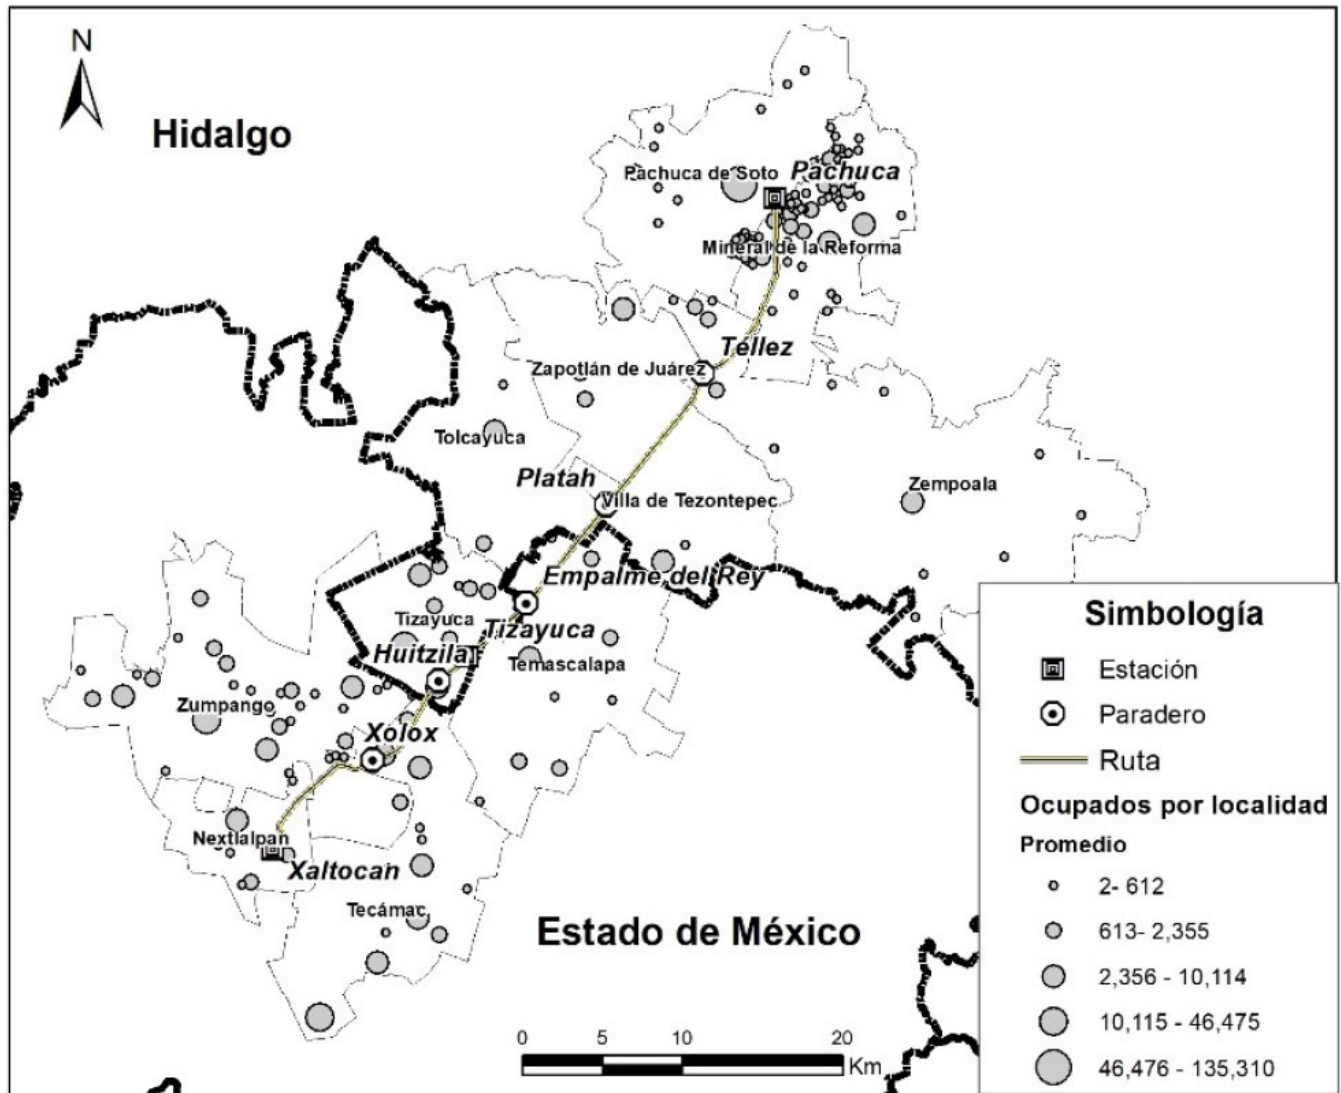 N
Hidalgo
Pachuca de Soto
Pachuca
Mineral de la Reforma
Téllez
Zapotlán de Juárez
Tolcayuca
Platah
Villa de Tezontepec
Zempoala
Empalme del Rey
Tizayuca
Tizayuca
Huitzila
Temascalapa
Zumpango
Xolox
Nextlalpan
Xaltocan
Tecámac
Estado de México
0 5 10 20
Km
Simbología
Estación
Paradero
Ruta
Ocupados por localidad
Promedio
2- 612
613- 2,355
2,356 - 10,114
10,115 - 46,475
46,476 - 135,310